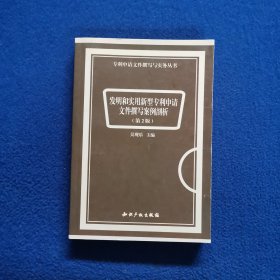 专利申请文件撰写与实务丛书
发明和实用新型专利申请
文件撰写案例剖析
（第2版）
吴观乐 主编
知识产权出版社